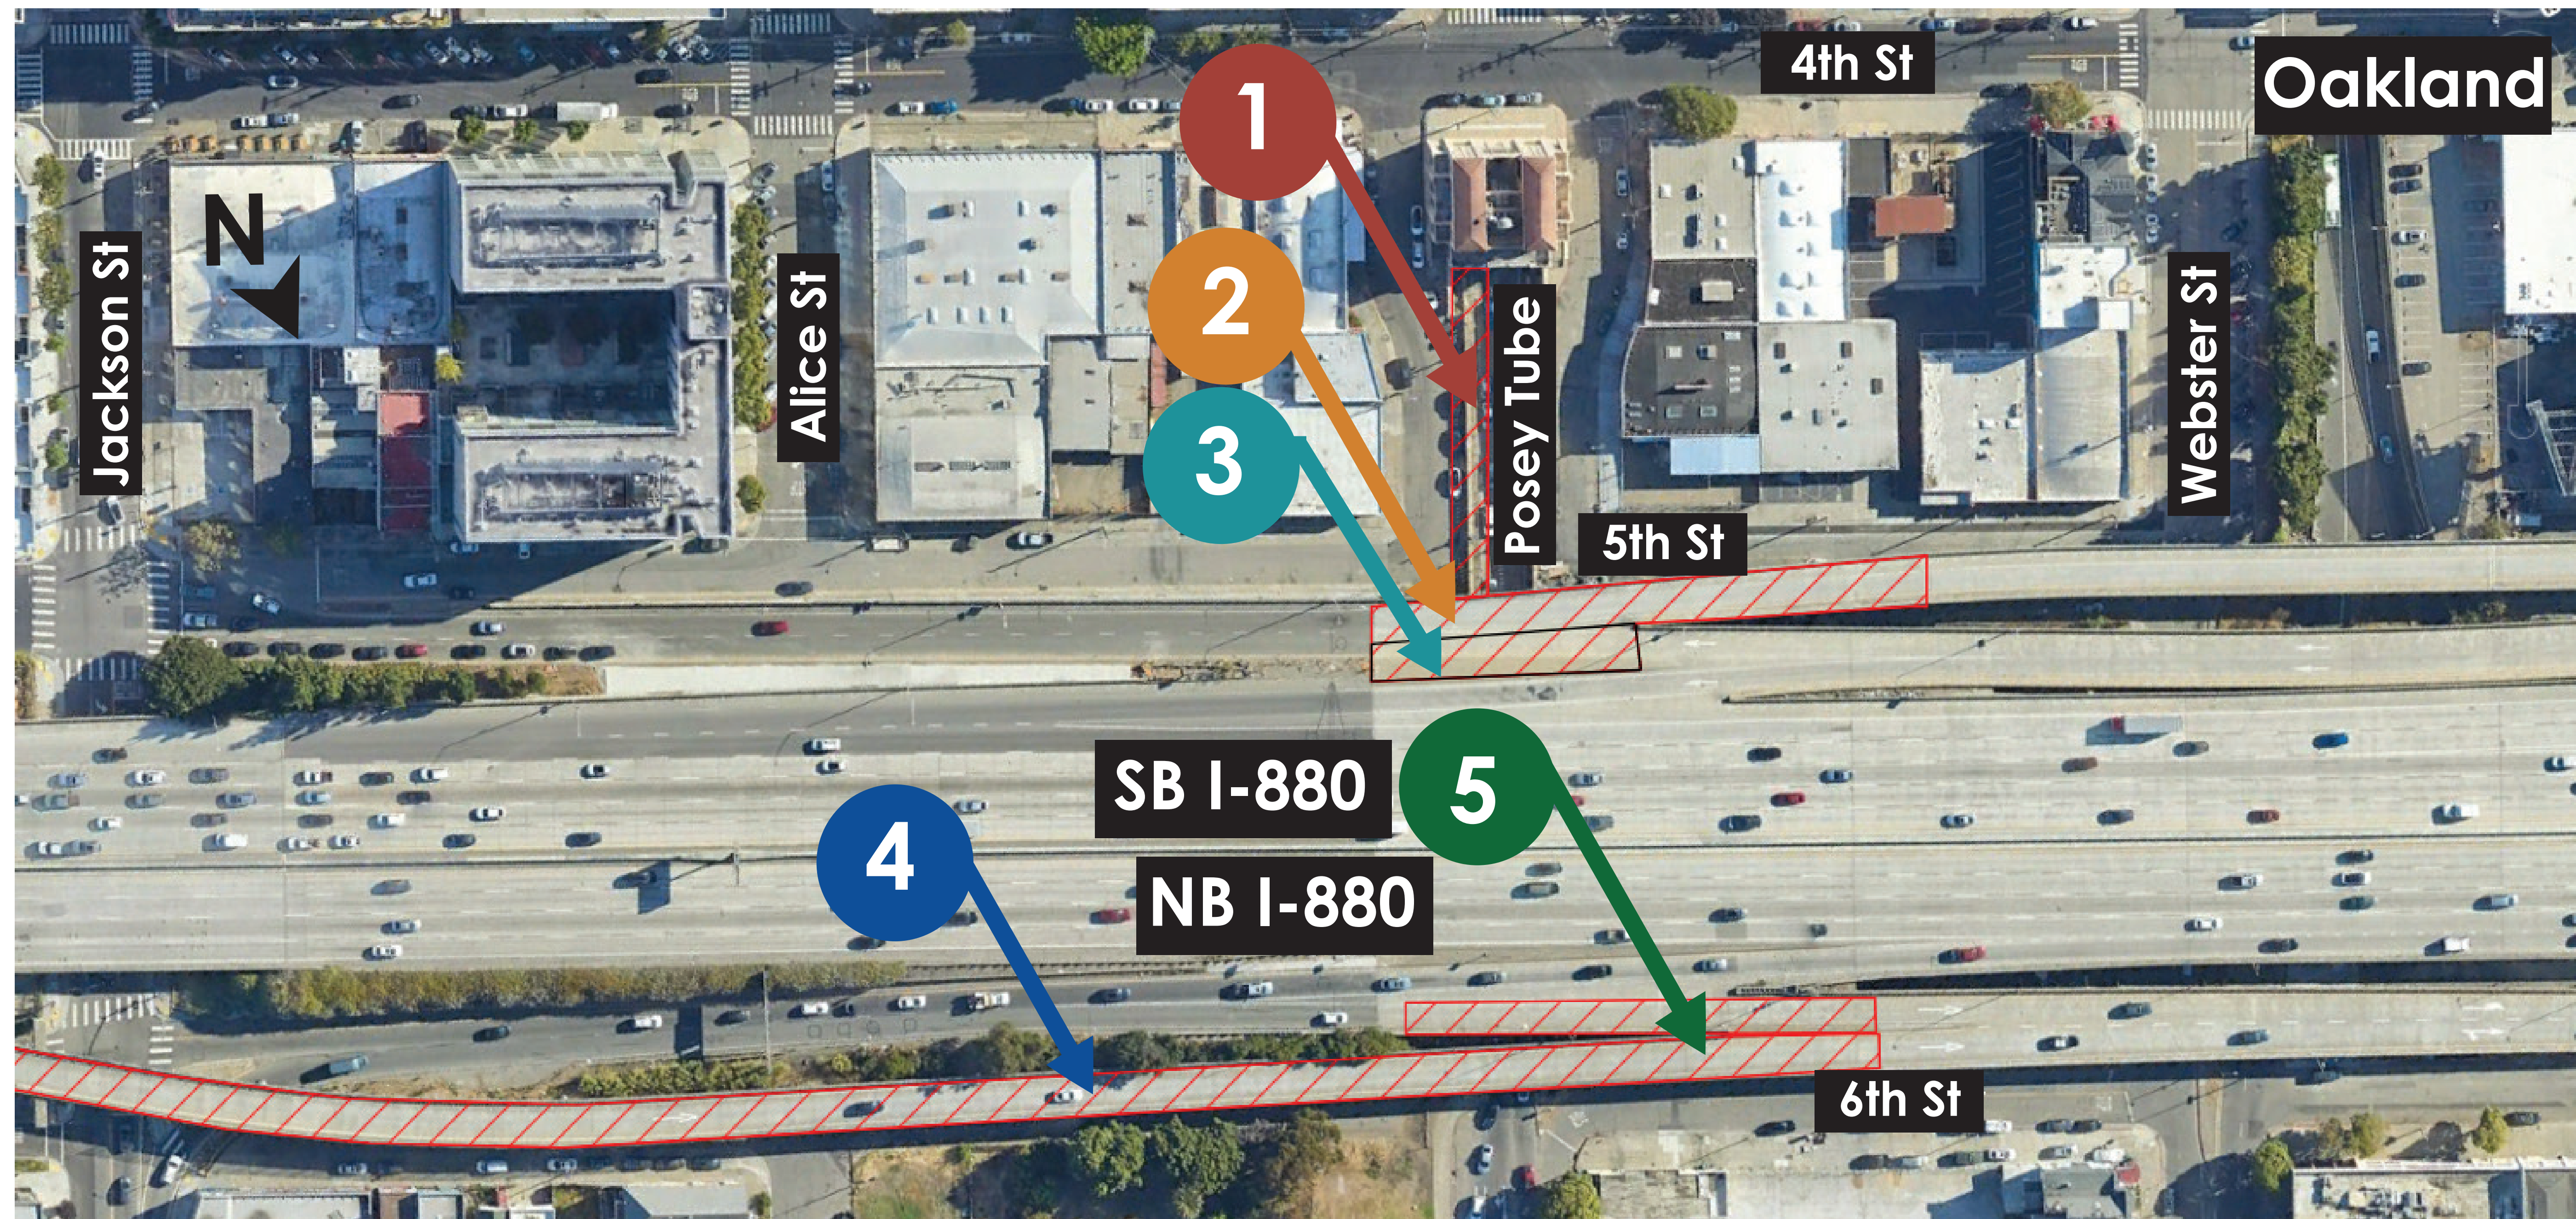 4th St
Oakland
1
N
2
Jackson St
Alice St
Posey Tube
Webster St
3
5th St
SB I-880
5
4
NB I-880
6th St